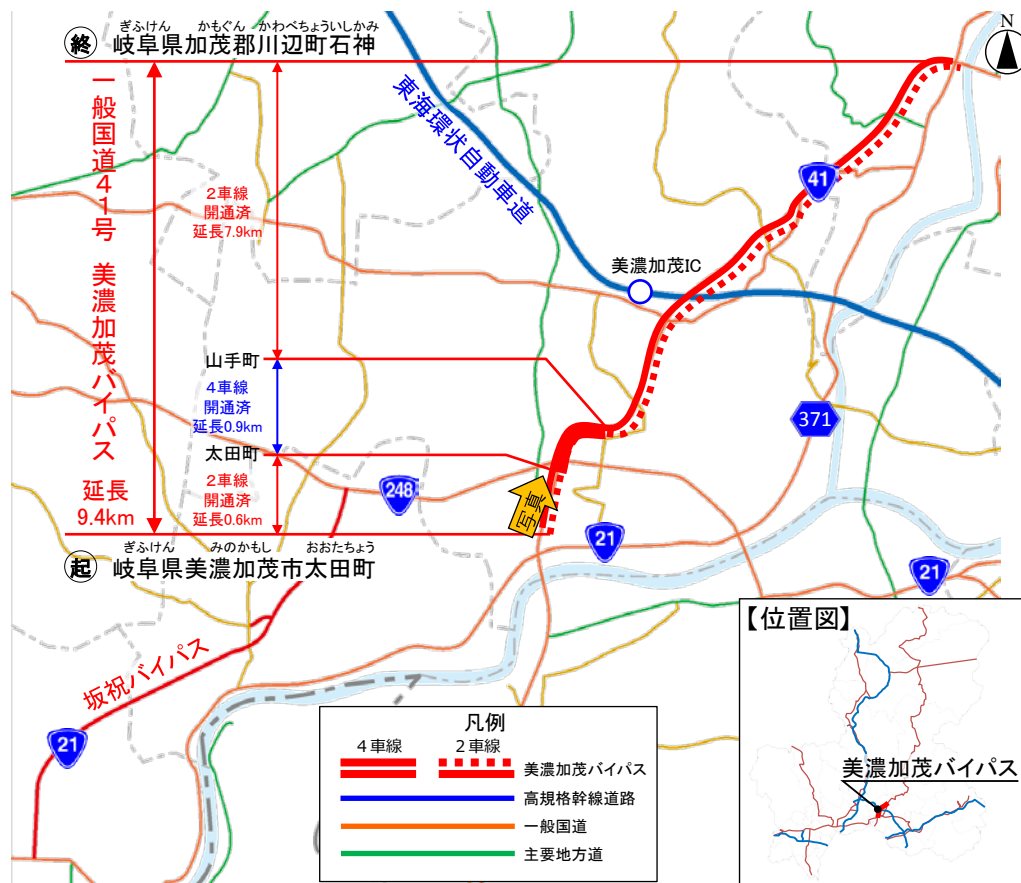 ぎふけん かもぐん かわべちょういしかみ
終 岐阜県加茂郡川辺町石神
N
一般国道41号 美濃加茂バイパス
延長
9.4km
2車線
開通済
延長7.9km
山手町
4車線
開通済
延長0.9km
太田町
2車線
開通済
延長0.6km
東海環状自動車道
41
美濃加茂IC
371
248
写真
21
21
ぎふけん みのかもし おおたちょう
起 岐阜県美濃加茂市太田町
坂祝バイパス
21
凡例
4車線 2車線
美濃加茂バイパス
高規格幹線道路
一般国道
主要地方道
【位置図】
美濃加茂バイパス